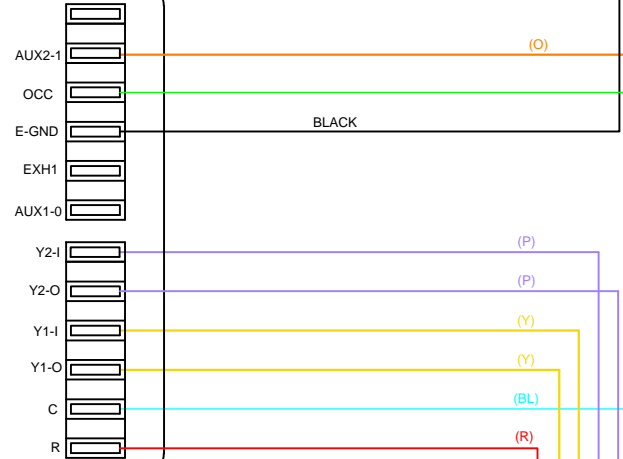 AUX2-1 (O)
OCC
E-GND BLACK
EXH1
AUX1-0
Y2-I (P)
Y2-O (P)
Y1-I (Y)
Y1-O (Y)
C (BL)
R (R)